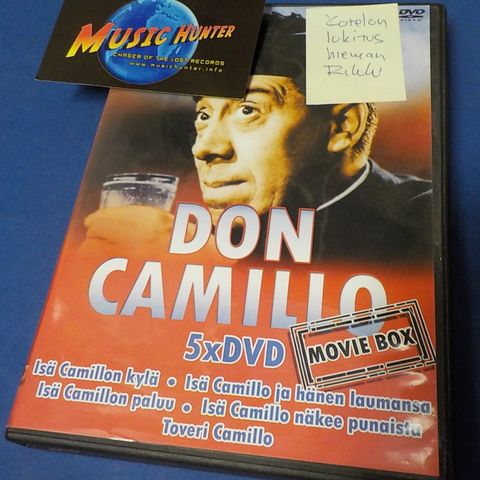 MUSIC HUNTER
CHASER OF THE LOST RECORDS
www.musichunter.info
Kotelon
lukitus
hieman
Rikki
DVD
VIDEO
DON
CAMILLO
5xDVD
MOVIE BOX
Isä Camillon kylä • Isä Camillo ja hänen laumansa
Isä Camillon paluu • Isä Camillo näkee punaista
Toveri Camillo